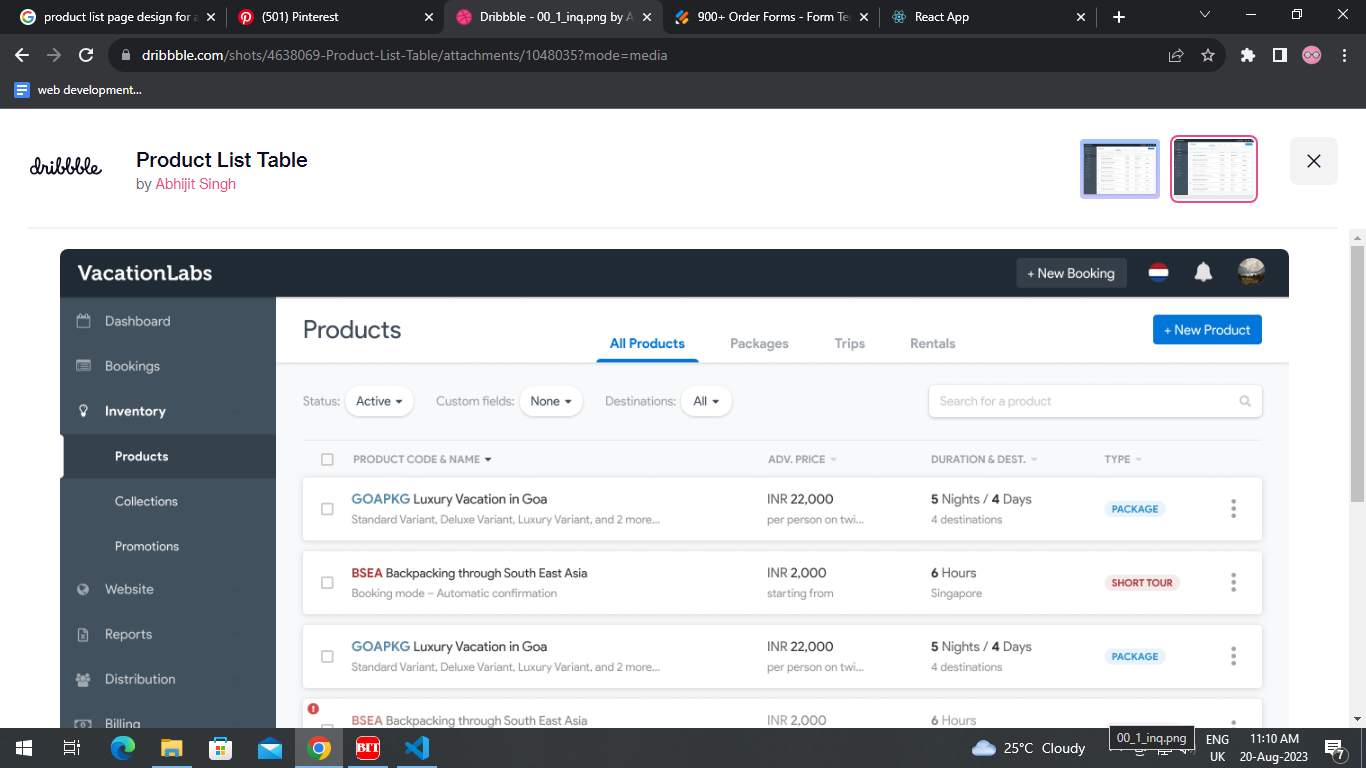 product list page design for a
(501) Pinterest
Dribbble - 00_1_inq.png by A
900+ Order Forms - Form Te
React App
dribbble.com/shots/4638069-Product-List-Table/attachments/1048035?mode=media
web development...
dribbble
Product List Table
by Abhijit Singh
VacationLabs
+ New Booking
Dashboard
Bookings
Inventory
Products
Collections
Promotions
Website
Reports
Distribution
Billing
Products
All Products Packages Trips Rentals
+ New Product
Status: Active Custom fields: None Destinations: All
Search for a product
PRODUCT CODE & NAME ADV. PRICE DURATION & DEST. TYPE
GOAPKG Luxury Vacation in Goa INR 22,000 5 Nights / 4 Days PACKAGE
Standard Variant, Deluxe Variant, Luxury Variant, and 2 more... per person on twi... 4 destinations
BSEA Backpacking through South East Asia INR 2,000 6 Hours SHORT TOUR
Booking mode – Automatic confirmation starting from Singapore
GOAPKG Luxury Vacation in Goa INR 22,000 5 Nights / 4 Days PACKAGE
Standard Variant, Deluxe Variant, Luxury Variant, and 2 more... per person on twi... 4 destinations
BSEA Backpacking through South East Asia INR 2,000 6 Hours
00_1_inq.png
BIT
25°C Cloudy
ENG
UK
11:10 AM
20-Aug-2023
7